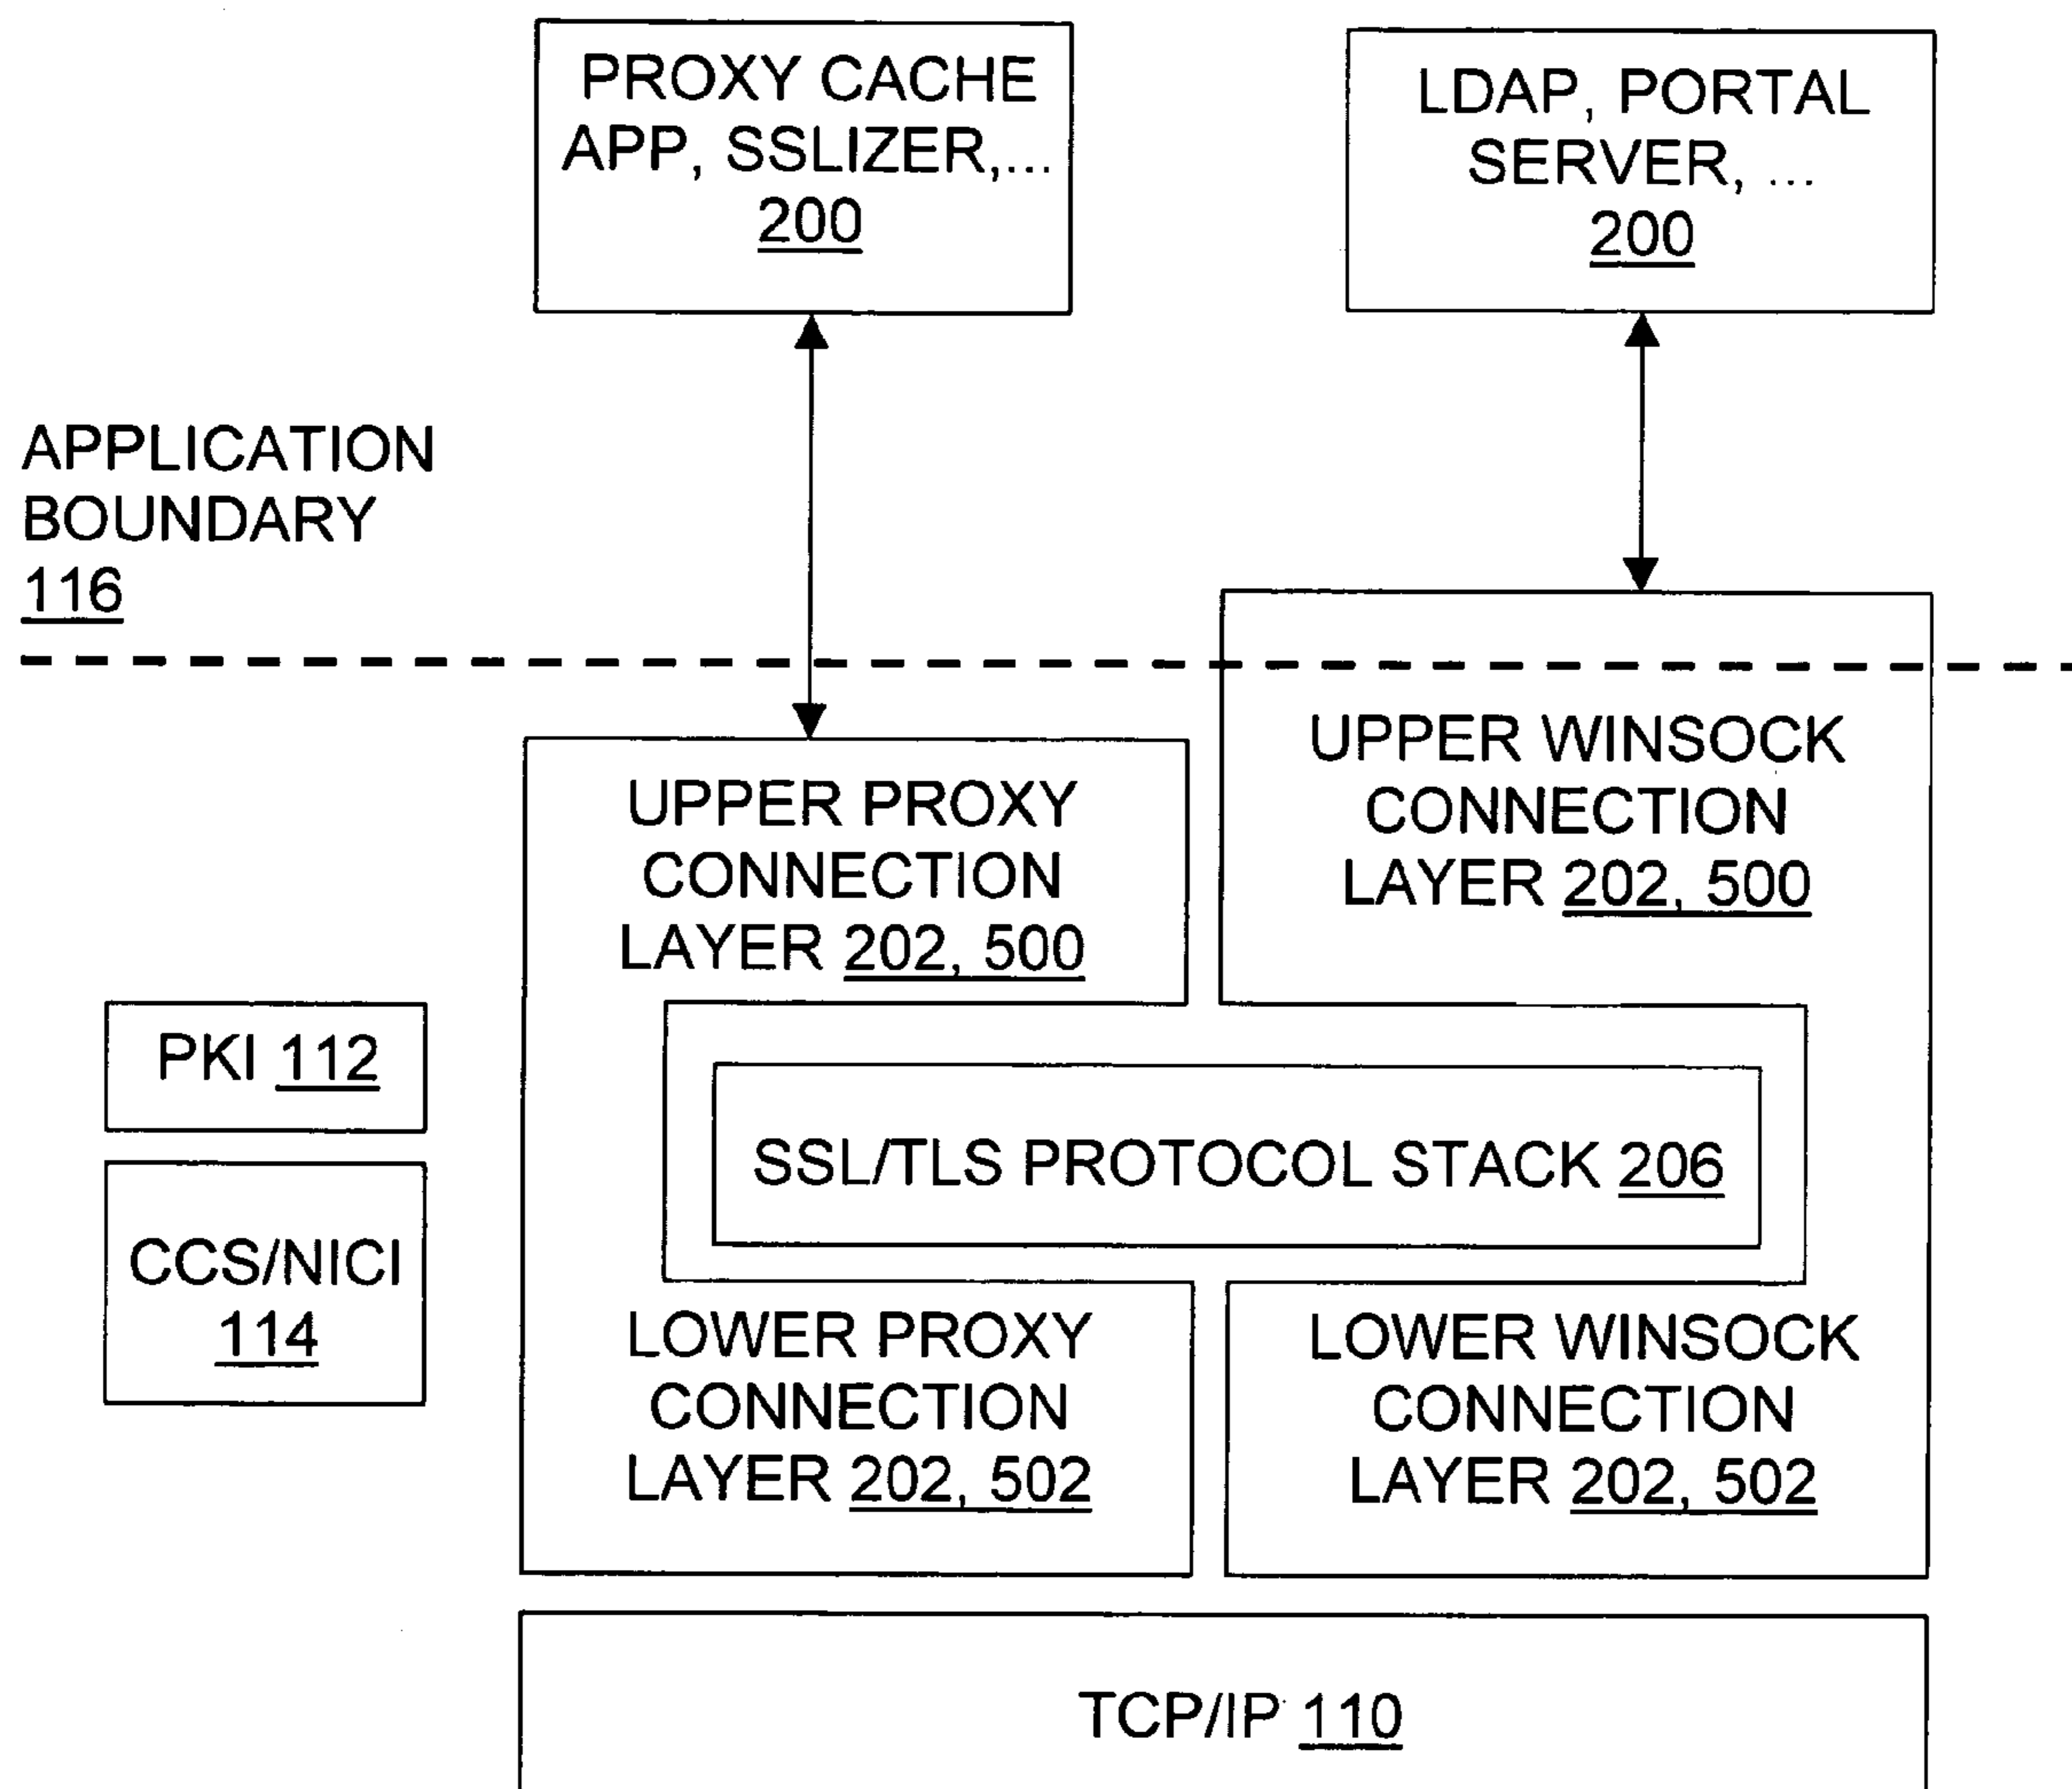 PROXY CACHE
APP, SSLIZER,...
200
LDAP, PORTAL
SERVER, ...
200
APPLICATION
BOUNDARY
116
UPPER PROXY
CONNECTION
LAYER 202, 500
UPPER WINSOCK
CONNECTION
LAYER 202, 500
PKI 112
CCS/NICI
114
SSL/TLS PROTOCOL STACK 206
LOWER PROXY
CONNECTION
LAYER 202, 502
LOWER WINSOCK
CONNECTION
LAYER 202, 502
TCP/IP 110